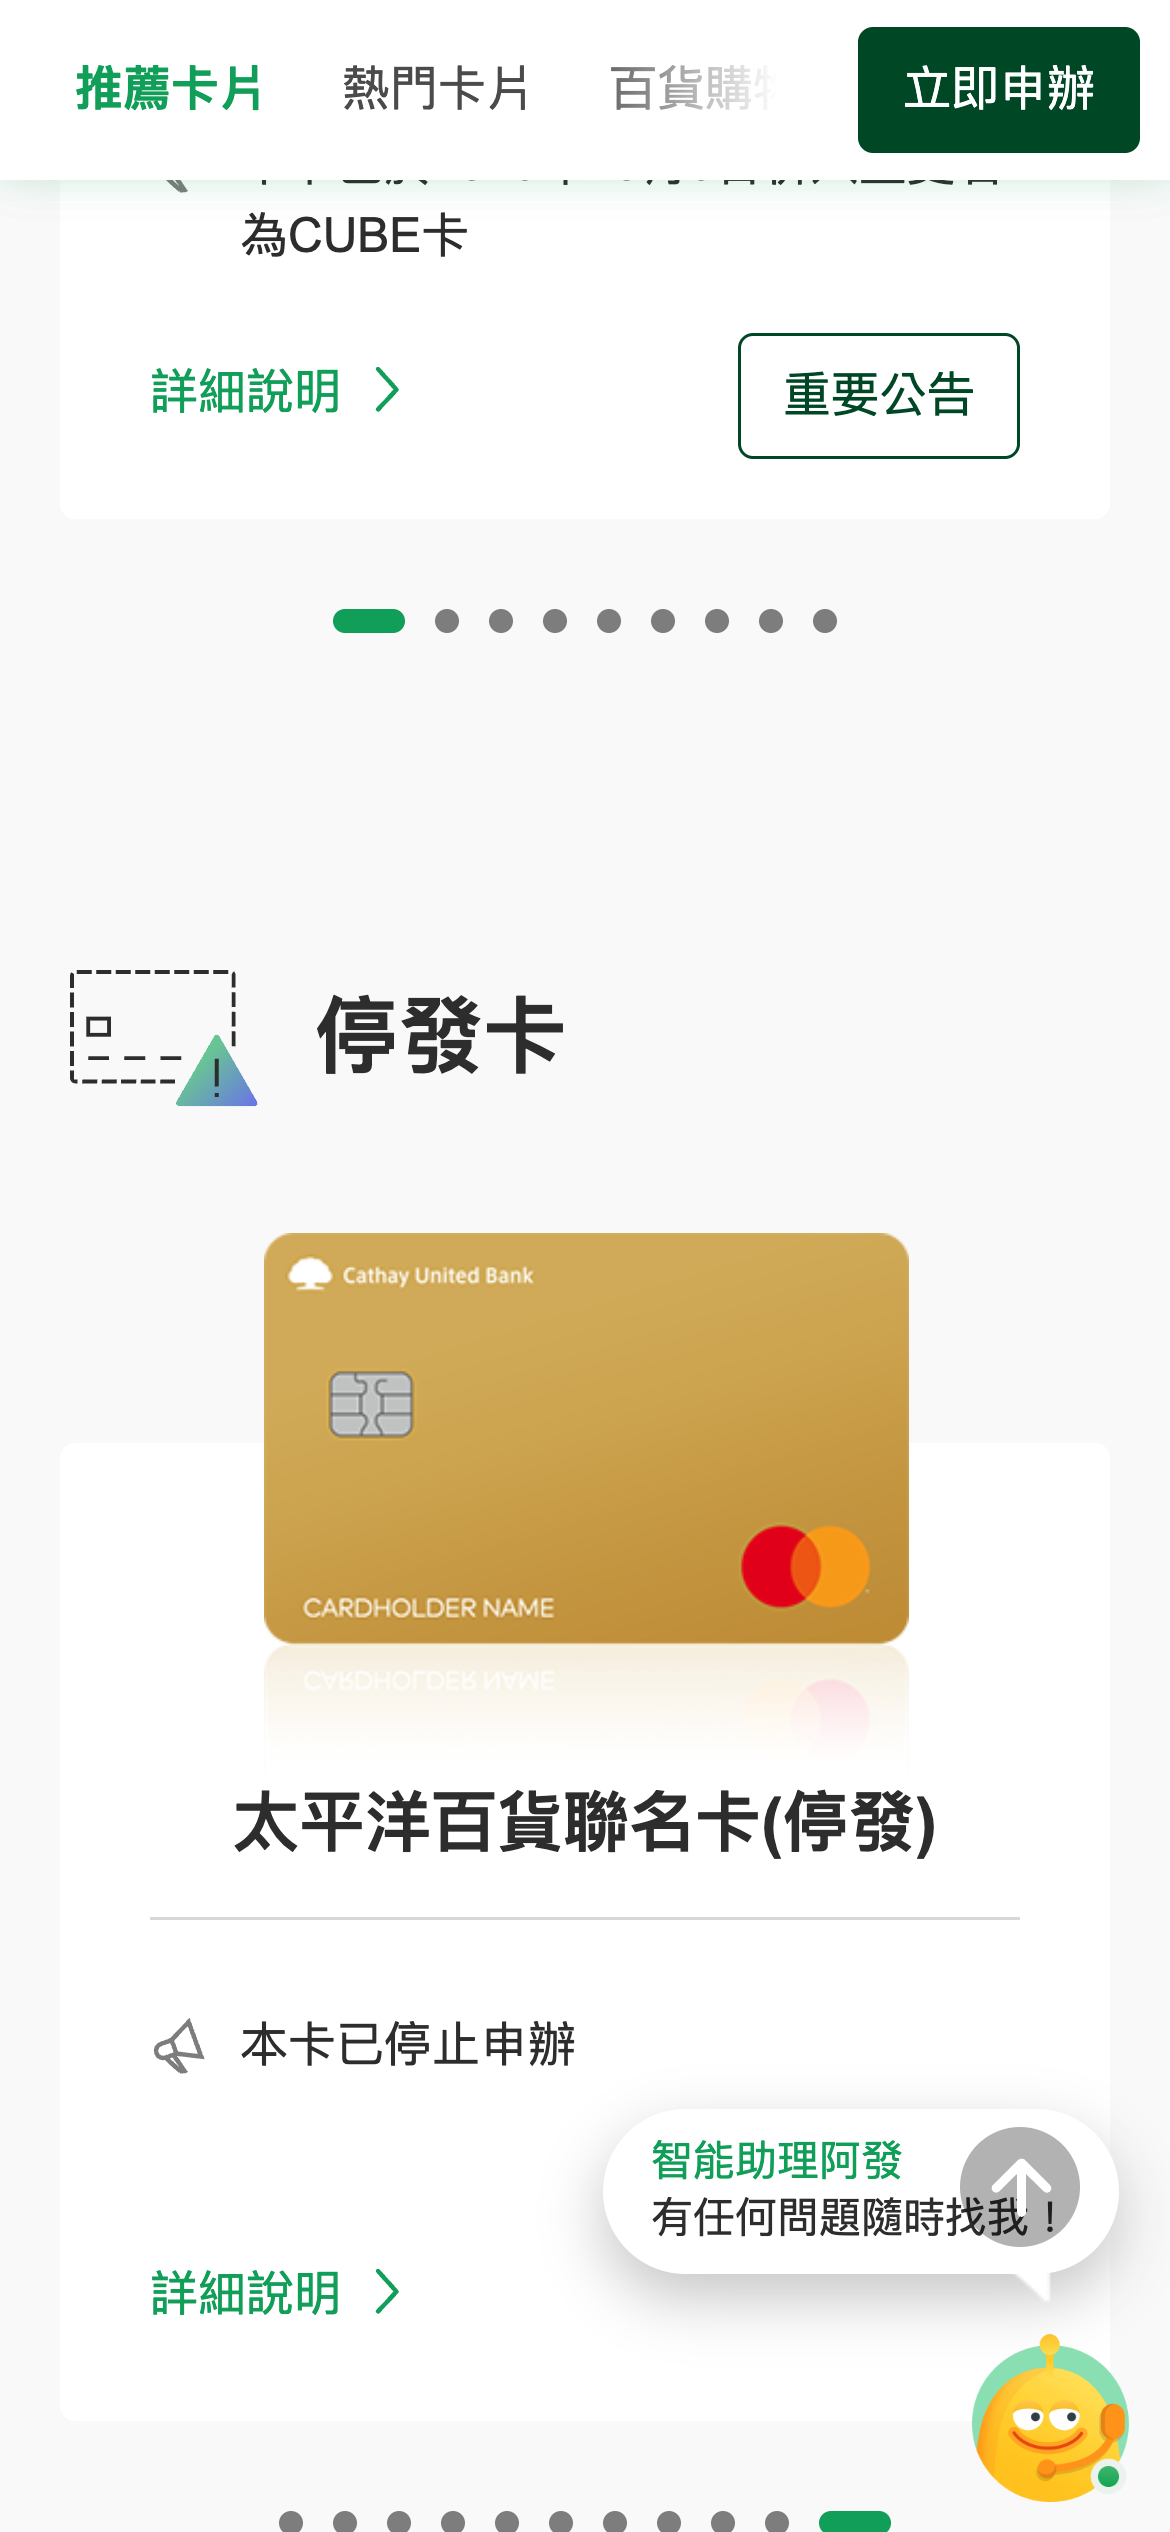 推薦卡片
熱門卡片
百貨購
立即申辦
為CUBE卡
詳細說明
重要公告
停發卡
Cathay United Bank
CARDHOLDER NAME
太平洋百貨聯名卡(停發)
本卡已停止申辦
智能助理阿發
有任何問題隨時找我！
詳細說明